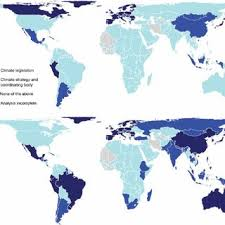 Climate legislation
Climate strategy and
coordinating body
None of the above
Analysis incomplete